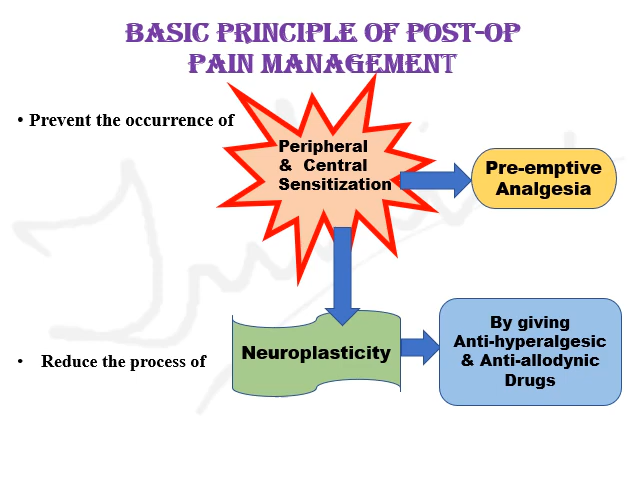 BASIC PRINCIPLE OF POST-OP
PAIN MANAGEMENT
• Prevent the occurrence of
Peripheral
& Central
Sensitization
Pre-emptive
Analgesia
• Reduce the process of
Neuroplasticity
By giving
Anti-hyperalgesic
& Anti-allodynic
Drugs